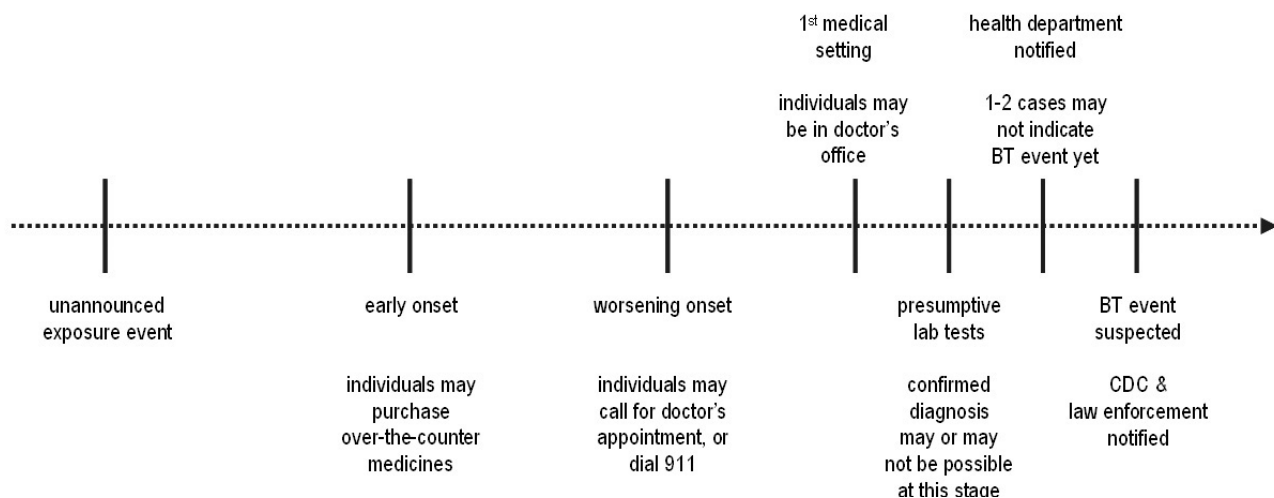 1st medical
setting
individuals may
be in doctor's
office
health department
notified
1-2 cases may
not indicate
BT event yet
unannounced
exposure event
early onset
individuals may
purchase
over-the-counter
medicines
worsening onset
individuals may
call for doctor's
appointment, or
dial 911
presumptive
lab tests
confirmed
diagnosis
may or may
not be possible
at this stage
BT event
suspected
CDC &
law enforcement
notified